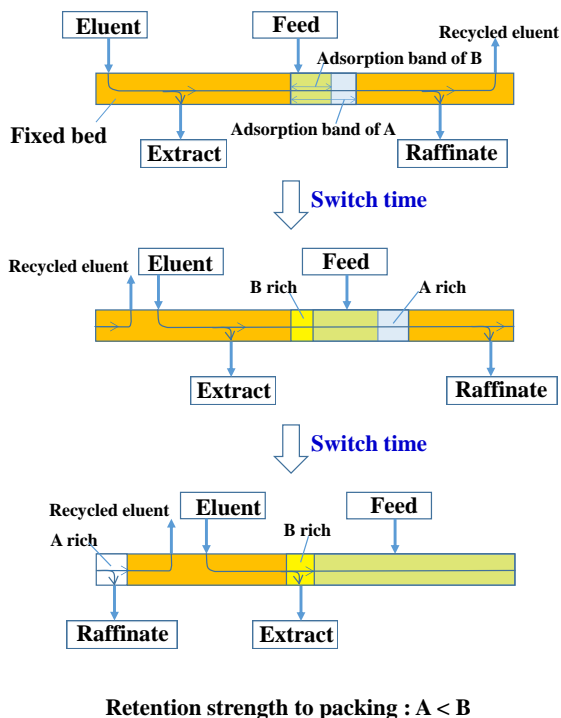 Eluent
Feed
Recycled eluent
Adsorption band of B
Fixed bed
Adsorption band of A
Extract
Raffinate
Switch time
Recycled eluent
Eluent
Feed
B rich
A rich
Extract
Raffinate
Switch time
Recycled eluent
Eluent
Feed
A rich
B rich
Raffinate
Extract
Retention strength to packing : A < B